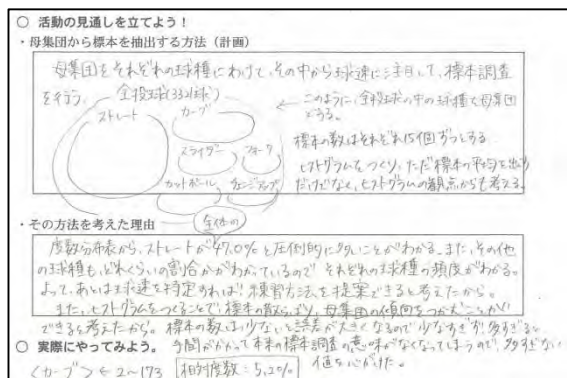 ○ 活動の見通しを立てよう！
・母集団から標本を抽出する方法（計画）
母集団をそれぞれの球種にわけて、その中から球速に注目して、標本調査
を行う。
全投球(3321球)
ストレート
カーブ
スライダー
フォーク
カットボール
チェンジアップ
← このように、全投球の中の球種を母集団
とする。
標本の数はそれぞれ15個ずつとする
ヒストグラムをつくり、ただ標本の平均を出す
だけでなく、ヒストグラムの観点からも考える。
・その方法を考えた理由
全体の
度数分布表から、ストレートが47.0%と圧倒的に多いことがわかる。また、その他
の球種も、どれくらいの割合かがわかっているので それぞれの球種の頻度がわかる。
よって、あとは球速を特定すれば、練習方法を提案できると考えたから。
また、ヒストグラムをつくることで、標本の散らばり、母集団の傾向をつかむことが
できると考えたから。標本の数は少ないと誤差が大きくなるので少なすぎず多すぎると
手間がかかって本来の標本調査の意味がなくなってしまうので、多すぎない
値を心がけた。
○ 実際にやってみよう。
＜カーブ＞ ← 2〜173 相対度数 = 5.2%